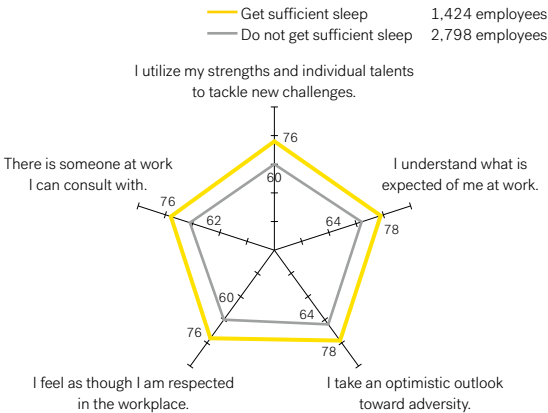 Get sufficient sleep 1,424 employees
Do not get sufficient sleep 2,798 employees
I utilize my strengths and individual talents
to tackle new challenges.
76
60
There is someone at work
I can consult with.
76
62
I understand what is
expected of me at work.
64
78
60
76
64
78
I feel as though I am respected
in the workplace.
I take an optimistic outlook
toward adversity.